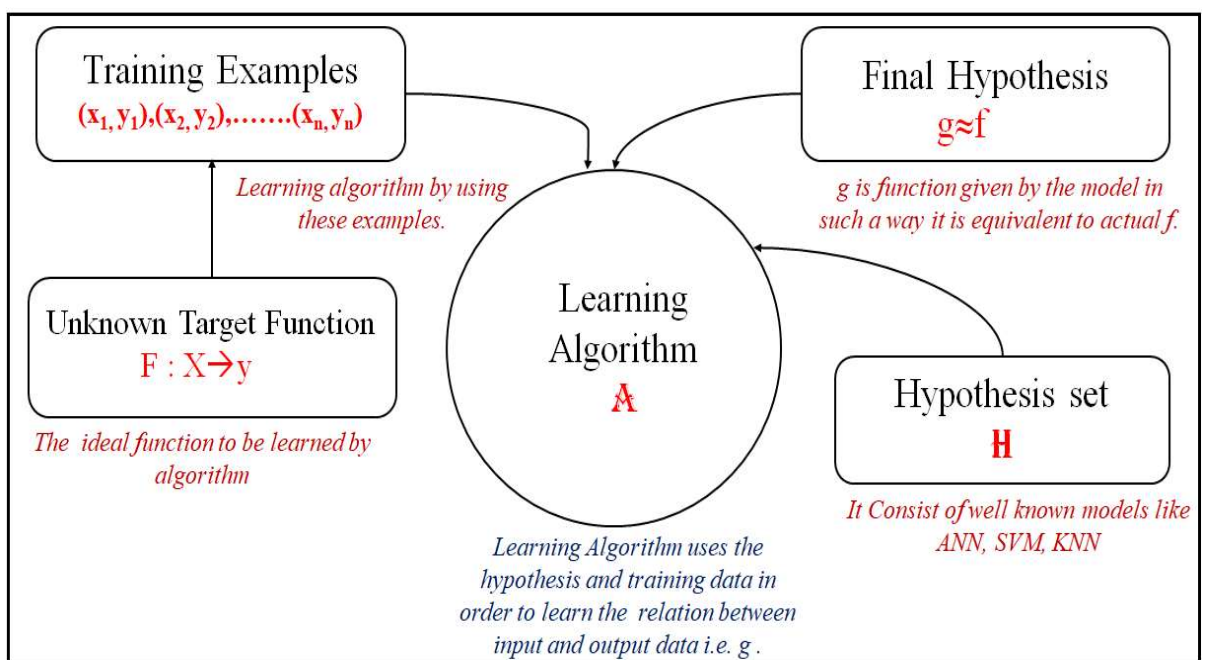 Training Examples
(x1, y1),(x2, y2),.......(xn, yn)
Learning algorithm by using
these examples.
Final Hypothesis
g≈f
g is function given by the model in
such a way it is equivalent to actual f.
Unknown Target Function
F : X→y
The ideal function to be learned by
algorithm
Learning
Algorithm
A
Learning Algorithm uses the
hypothesis and training data in
order to learn the relation between
input and output data i.e. g .
Hypothesis set
H
It Consist of well known models like
ANN, SVM, KNN